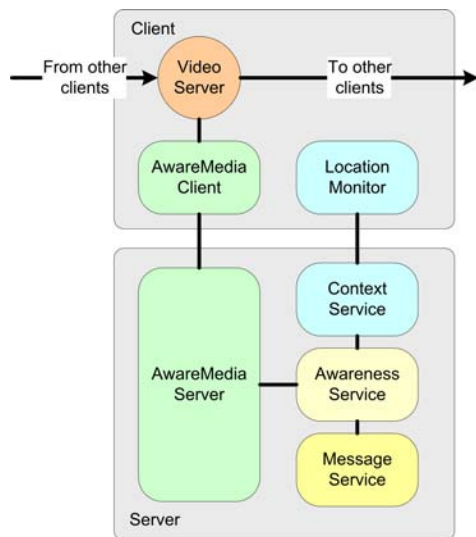 Client
From other
clients
Video
Server
To other
clients
AwareMedia
Client
Location
Monitor
Context
Service
AwareMedia
Server
Awareness
Service
Message
Service
Server